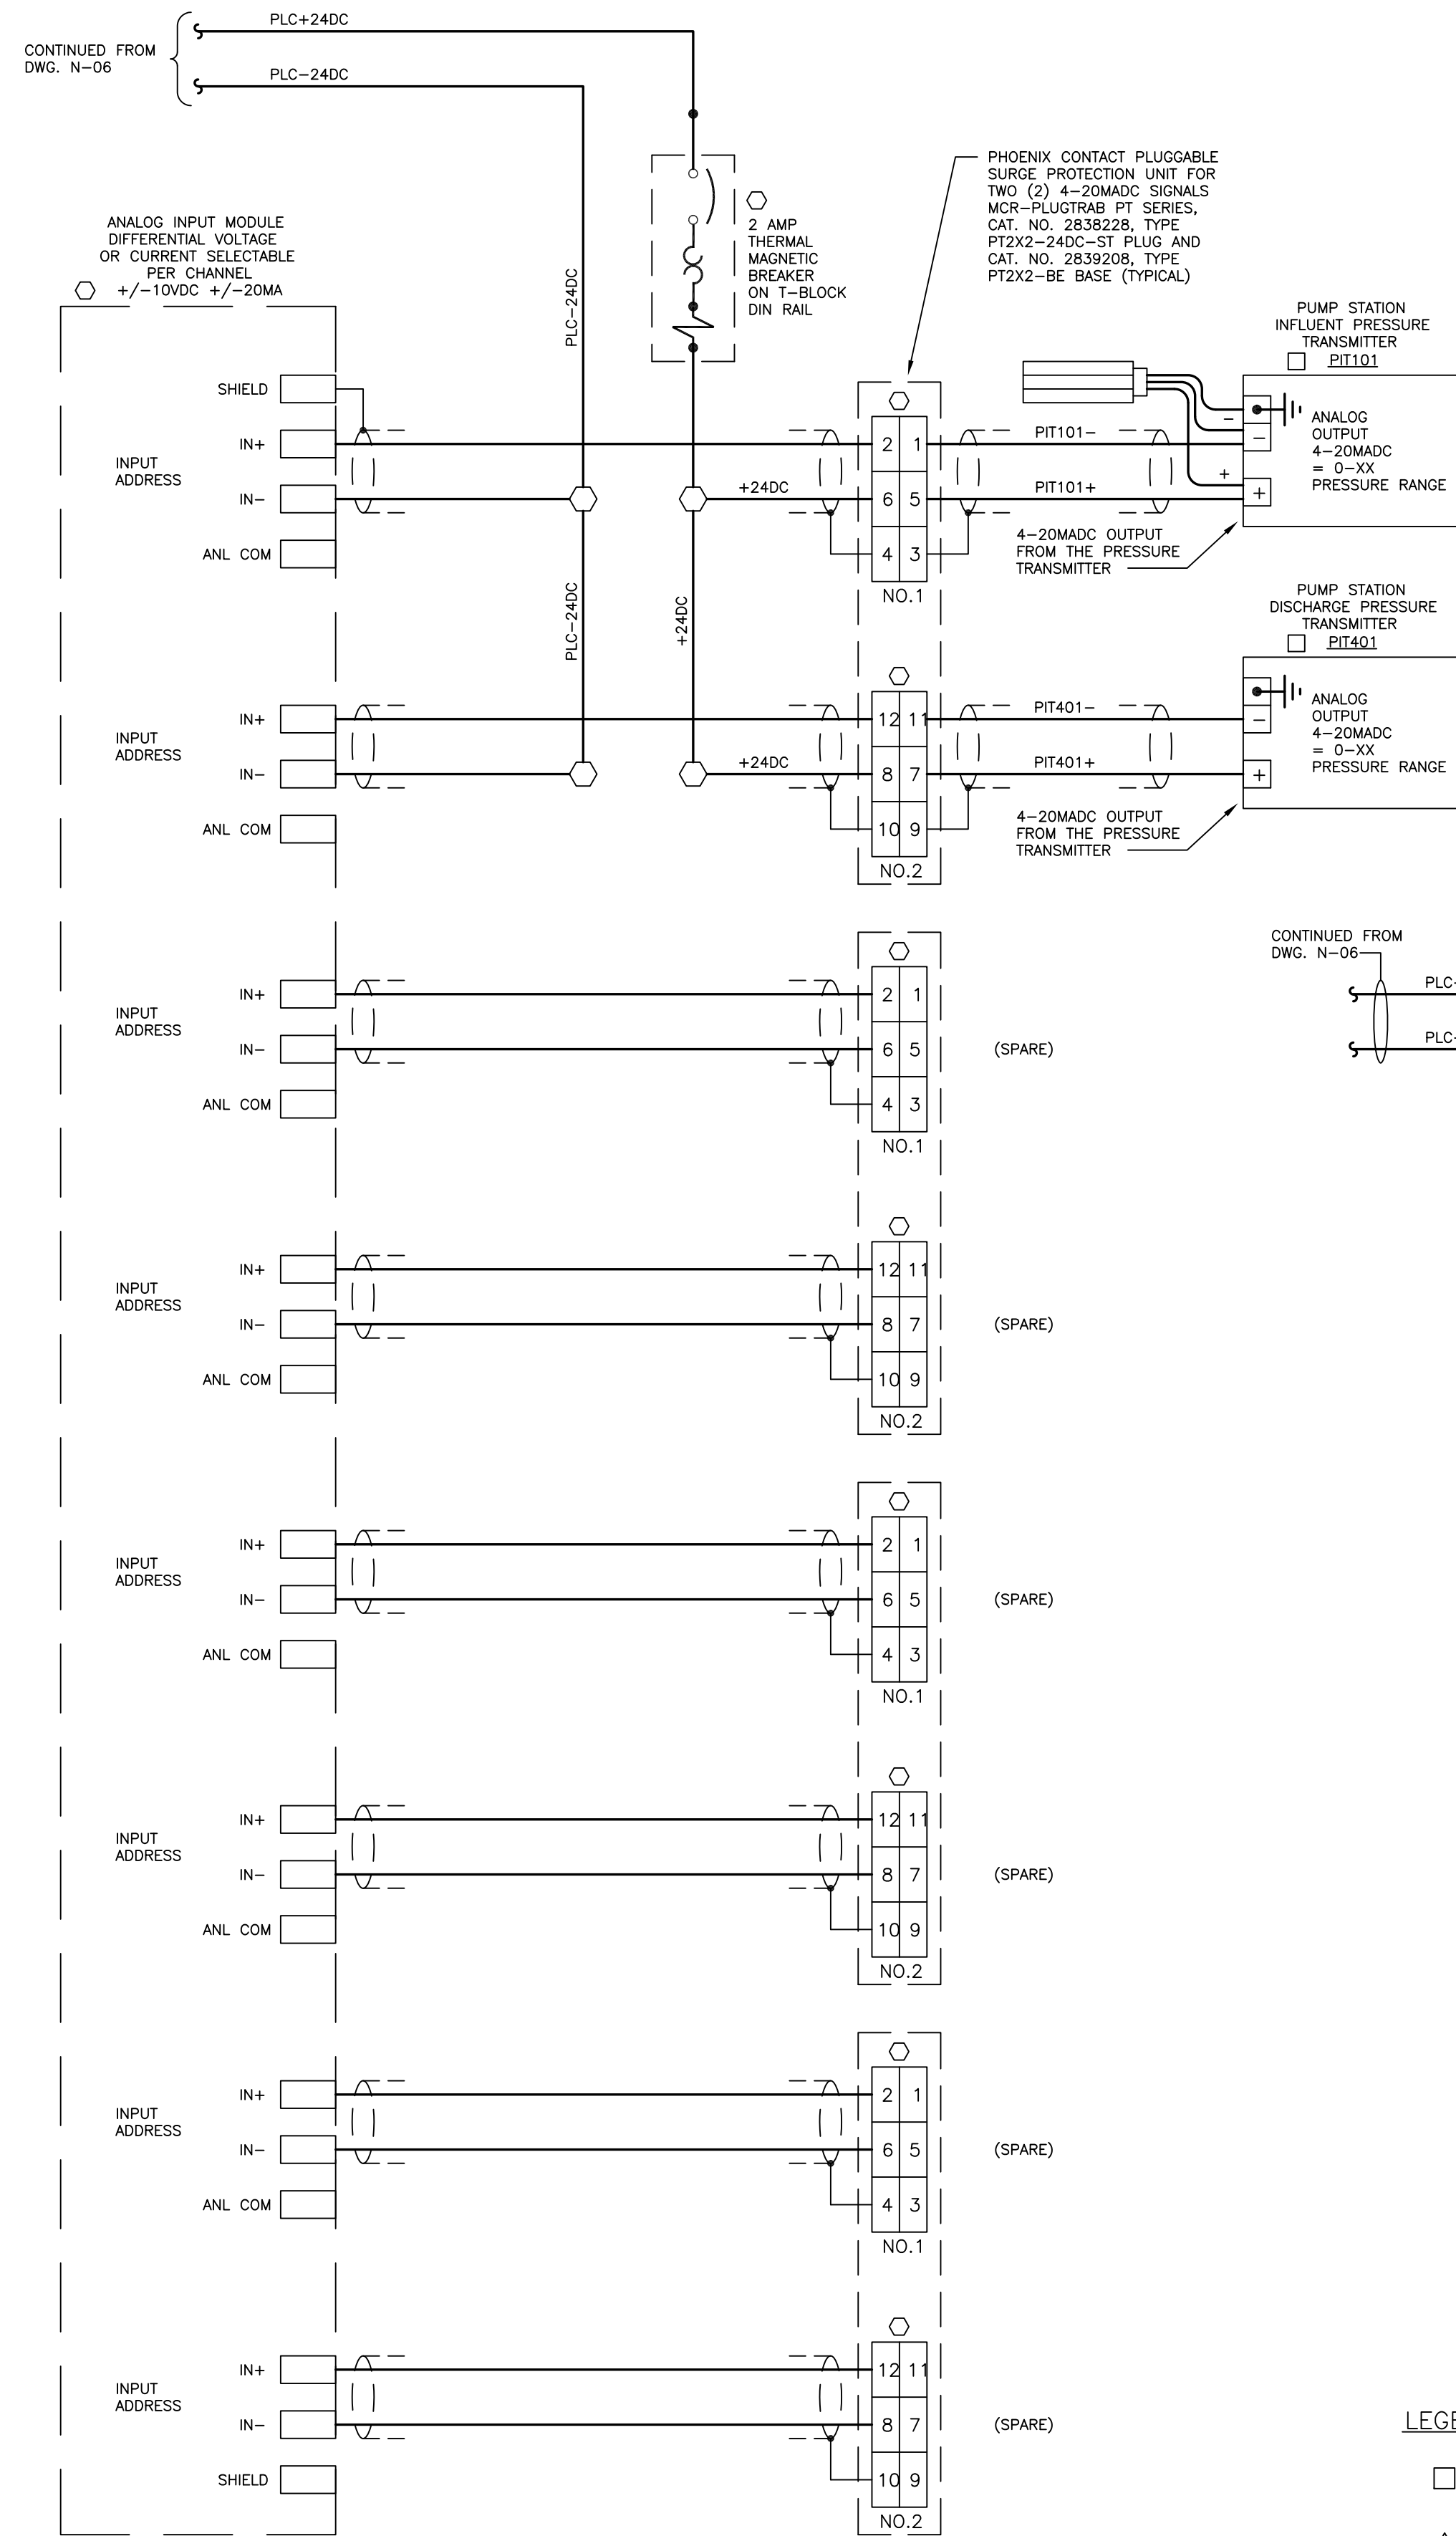 PLC+24DC
CONTINUED FROM
DWG. N-06
PLC-24DC
PHOENIX CONTACT PLUGGABLE
SURGE PROTECTION UNIT FOR
TWO (2) 4-20MADC SIGNALS
MCR-PLUGTRAB PT SERIES,
CAT. NO. 2838228, TYPE
PT2X2-24DC-ST PLUG AND
CAT. NO. 2839208, TYPE
PT2X2-BE BASE (TYPICAL)
2 AMP
THERMAL
MAGNETIC
BREAKER
ON T-BLOCK
DIN RAIL
ANALOG INPUT MODULE
DIFFERENTIAL VOLTAGE
OR CURRENT SELECTABLE
PER CHANNEL
+/-10VDC +/-20MA
PLC-24DC
PUMP STATION
INFLUENT PRESSURE
TRANSMITTER
PIT101
SHIELD
IN+
INPUT
ADDRESS
IN-
ANL COM
+24DC
2 1
6 5
4 3
NO.1
PIT101-
PIT101+
-
+
-
+
ANALOG
OUTPUT
4-20MADC
= 0-XX
PRESSURE RANGE
4-20MADC OUTPUT
FROM THE PRESSURE
TRANSMITTER
PLC-24DC
+24DC
PUMP STATION
DISCHARGE PRESSURE
TRANSMITTER
PIT401
IN+
INPUT
ADDRESS
IN-
ANL COM
+24DC
12 11
8 7
10 9
NO.2
PIT401-
PIT401+
-
+
ANALOG
OUTPUT
4-20MADC
= 0-XX
PRESSURE RANGE
4-20MADC OUTPUT
FROM THE PRESSURE
TRANSMITTER
CONTINUED FROM
DWG. N-06
PLC-
PLC-
IN+
INPUT
ADDRESS
IN-
ANL COM
2 1
6 5
4 3
NO.1
(SPARE)
IN+
INPUT
ADDRESS
IN-
ANL COM
12 11
8 7
10 9
NO.2
(SPARE)
IN+
INPUT
ADDRESS
IN-
ANL COM
2 1
6 5
4 3
NO.1
(SPARE)
IN+
INPUT
ADDRESS
IN-
ANL COM
12 11
8 7
10 9
NO.2
(SPARE)
IN+
INPUT
ADDRESS
IN-
ANL COM
2 1
6 5
4 3
NO.1
(SPARE)
IN+
INPUT
ADDRESS
IN-
SHIELD
12 11
8 7
10 9
NO.2
(SPARE)